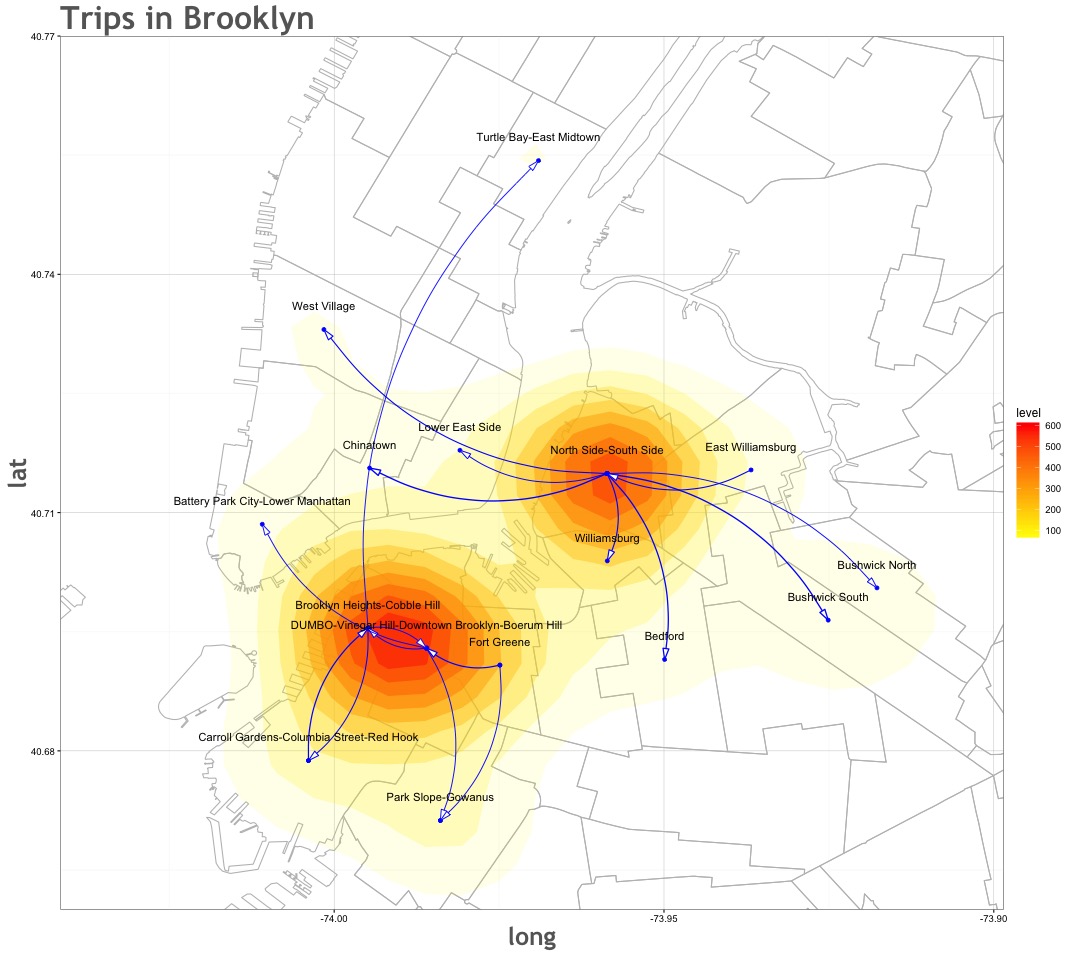 Trips in Brooklyn
40.77
Turtle Bay-East Midtown
40.74
West Village
Lower East Side
Chinatown
North Side-South Side
East Williamsburg
level
600
500
400
300
200
100
lat
Battery Park City-Lower Manhattan
40.71
Williamsburg
Bushwick North
Bushwick South
Brooklyn Heights-Cobble Hill
DUMBO-Vinegar Hill-Downtown Brooklyn-Boerum Hill
Bedford
Fort Greene
Carroll Gardens-Columbia Street-Red Hook
40.68
Park Slope-Gowanus
-74.00
-73.95
-73.90
long